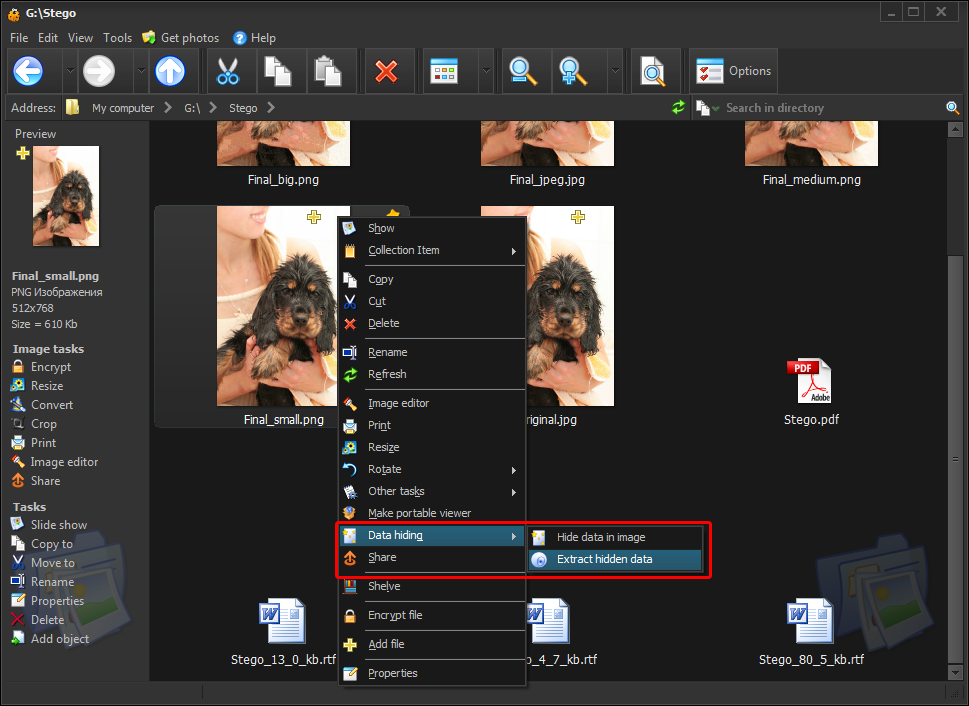 G:\Stego
File Edit View Tools Get photos Help
Options
Address: My computer G:\ Stego Search in directory
Preview
Final_small.png
PNG Изображения
512x768
Size = 610 Kb
Image tasks
Encrypt
Resize
Convert
Crop
Print
Image editor
Share
Tasks
Slide show
Copy to
Move to
Rename
Properties
Delete
Add object
Final_big.png
Final_jpeg.jpg
Final_medium.png
Final_small.png
riginal.jpg
PDF
Adobe
Stego.pdf
W
Stego_13_0_kb.rtf
W
o_4_7_kb.rtf
W
Stego_80_5_kb.rtf
Show
Collection Item
Copy
Cut
Delete
Rename
Refresh
Image editor
Print
Resize
Rotate
Other tasks
Make portable viewer
Data hiding
Share
Shelve
Encrypt file
Add file
Properties
Hide data in image
Extract hidden data